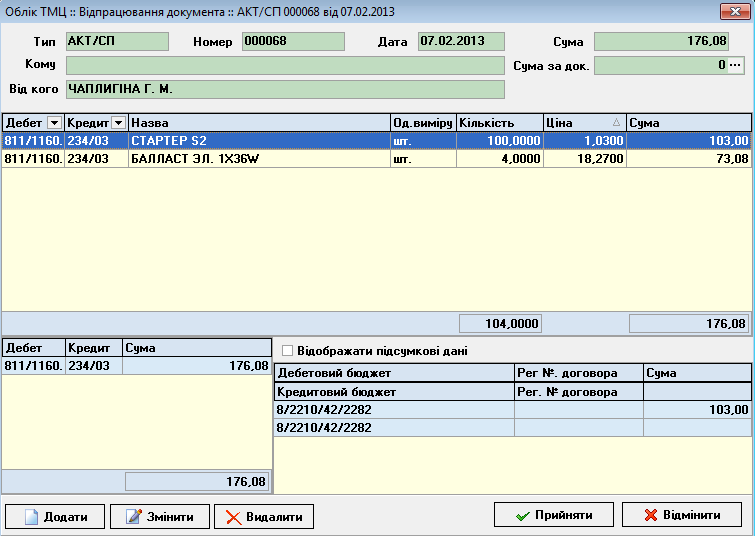 Облік ТМЦ :: Відпрацювання документа :: АКТ/СП 000068 від 07.02.2013
Тип АКТ/СП Номер 000068 Дата 07.02.2013 Сума 176,08
Кому Сума за док. 0 ...
Від кого ЧАПЛИГІНА Г. М.
Дебет Кредит Назва Од.виміру Кількість Ціна Сума
811/1160. 234/03 СТАРТЕР S2 шт. 100,0000 1,0300 103,00
811/1160. 234/03 БАЛЛАСТ ЭЛ. 1X36W шт. 4,0000 18,2700 73,08
104,0000 176,08
Дебет Кредит Сума
811/1160. 234/03 176,08
176,08
Відображати підсумкові дані
Дебетовий бюджет Рег №. договора Сума
Кредитовий бюджет Рег. № договора
8/2210/42/2282 103,00
8/2210/42/2282
Додати Змінити Видалити Прийняти Відмінити